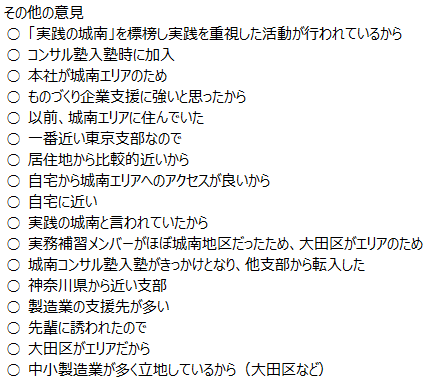 その他の意見
○ 「実践の城南」を標榜し実践を重視した活動が行われているから
○ コンサル塾入塾時に加入
○ 本社が城南エリアのため
○ ものづくり企業支援に強いと思ったから
○ 以前、城南エリアに住んでいた
○ 一番近い東京支部なので
○ 居住地から比較的近いから
○ 自宅から城南エリアへのアクセスが良いから
○ 自宅に近い
○ 実践の城南と言われていたから
○ 実務補習メンバーがほぼ城南地区だったため、大田区がエリアのため
○ 城南コンサル塾入塾がきっかけとなり、他支部から転入した
○ 神奈川県から近い支部
○ 製造業の支援先が多い
○ 先輩に誘われたので
○ 大田区がエリアだから
○ 中小製造業が多く立地しているから（大田区など）